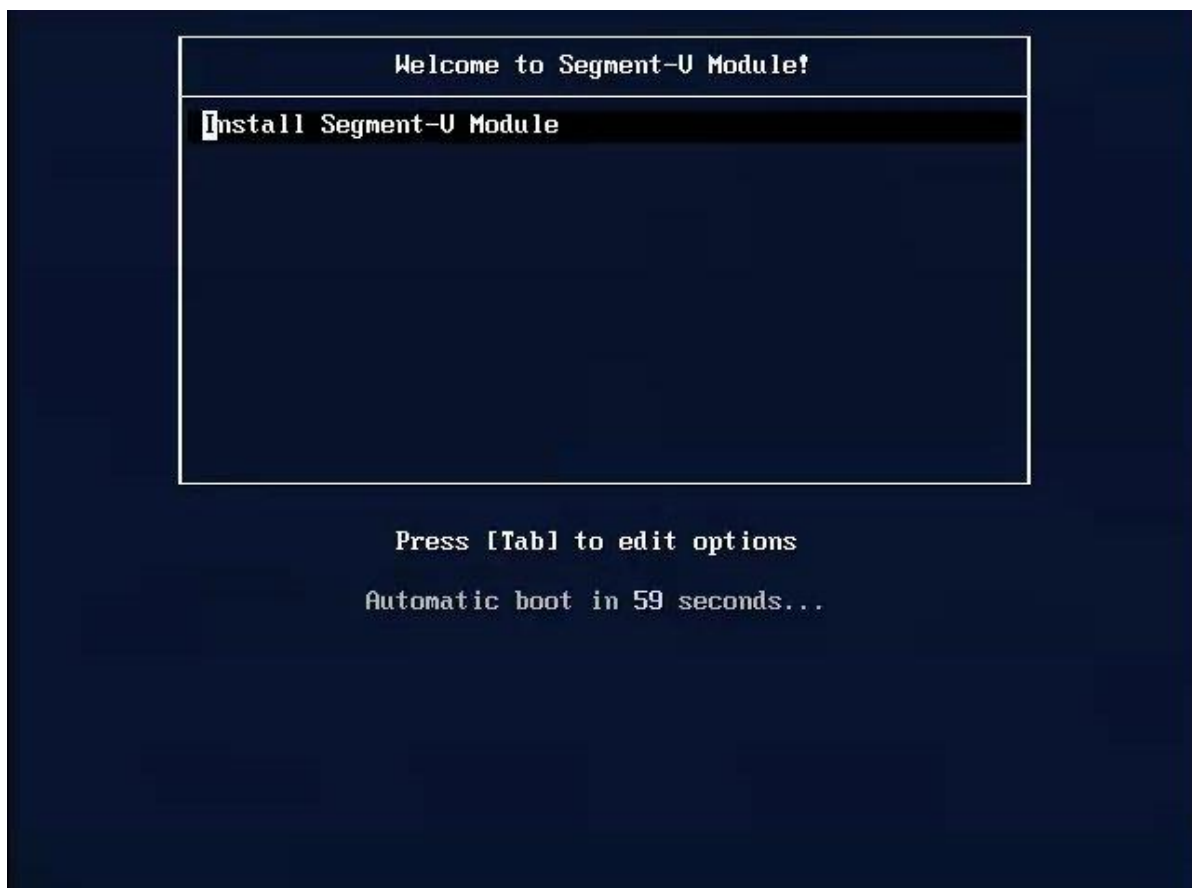 Welcome to Segment-V Module!
Install Segment-V Module
Press [Tab] to edit options
Automatic boot in 59 seconds...